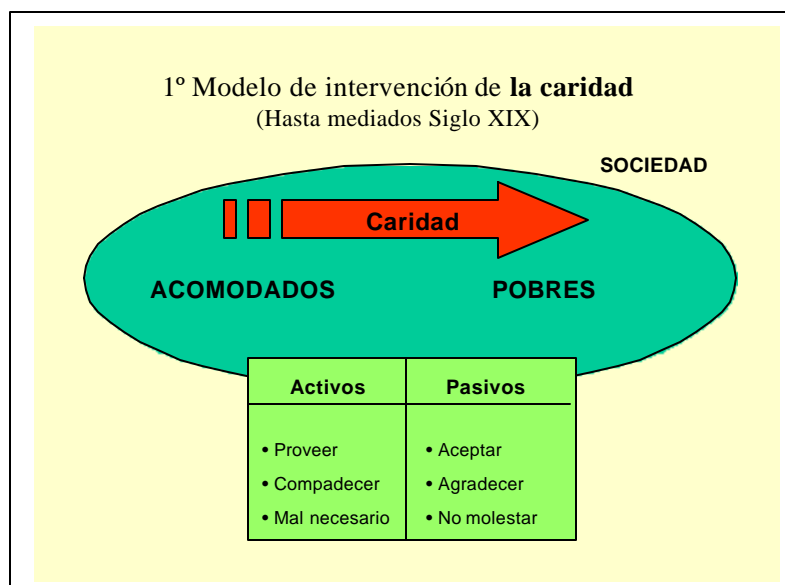 1º Modelo de intervención de la caridad
(Hasta mediados Siglo XIX)
SOCIEDAD
Caridad
ACOMODADOS
POBRES
Activos
Pasivos
• Proveer
• Aceptar
• Compadecer
• Agradecer
• Mal necesario
• No molestar